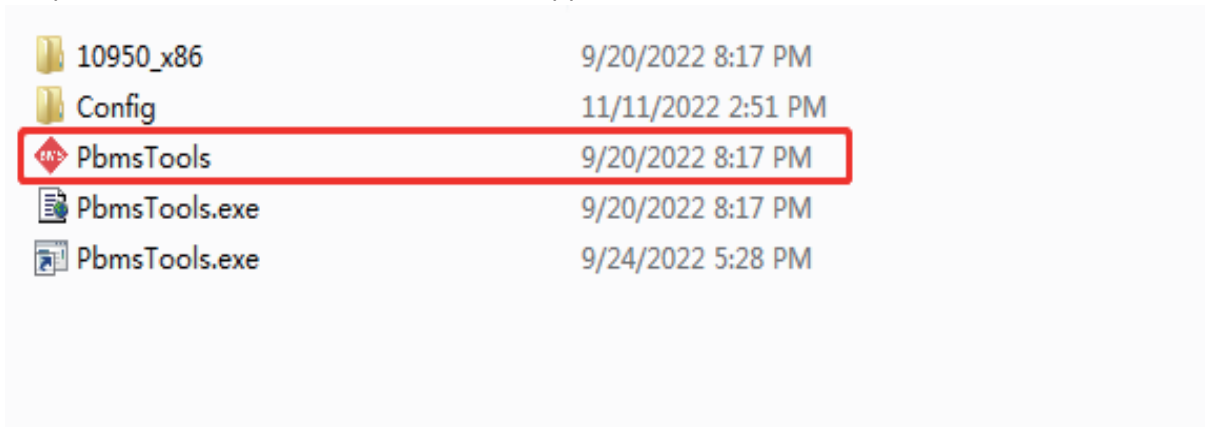 10950_x86 9/20/2022 8:17 PM
Config 11/11/2022 2:51 PM
PbmsTools 9/20/2022 8:17 PM
PbmsTools.exe 9/20/2022 8:17 PM
PbmsTools.exe 9/24/2022 5:28 PM